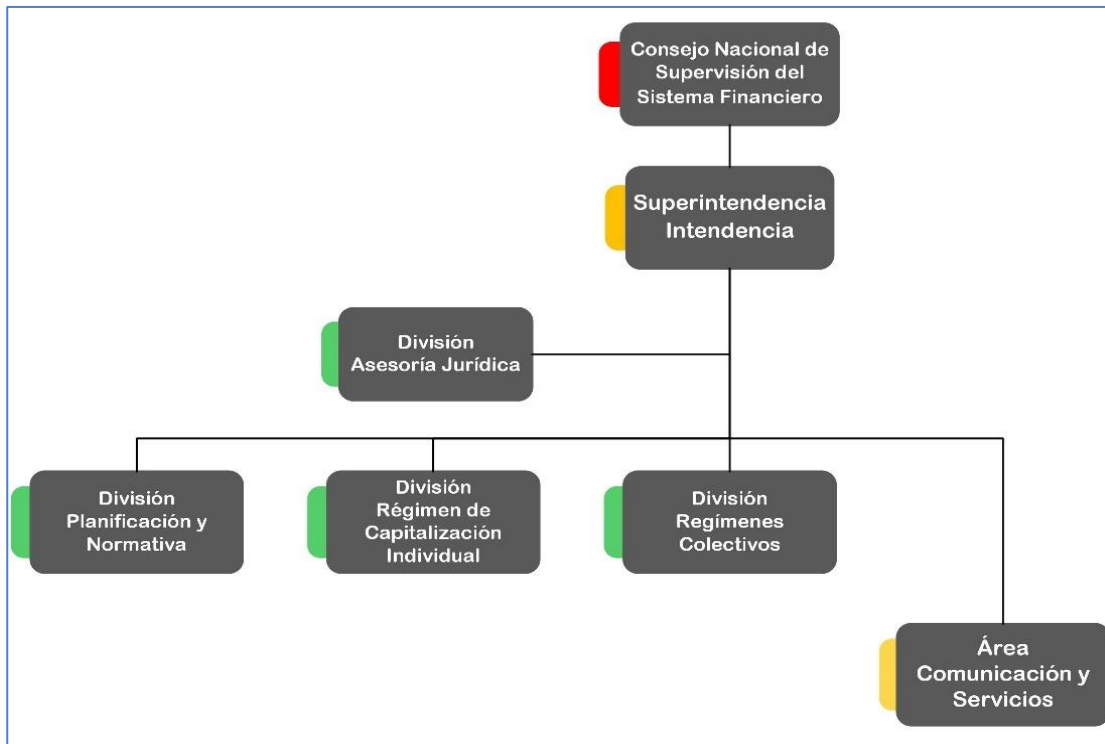 Consejo Nacional de
Supervisión del
Sistema Financiero
Superintendencia
Intendencia
División
Asesoría Jurídica
División
Planificación y
Normativa
División
Régimen de
Capitalización
Individual
División
Regímenes
Colectivos
Área
Comunicación y
Servicios